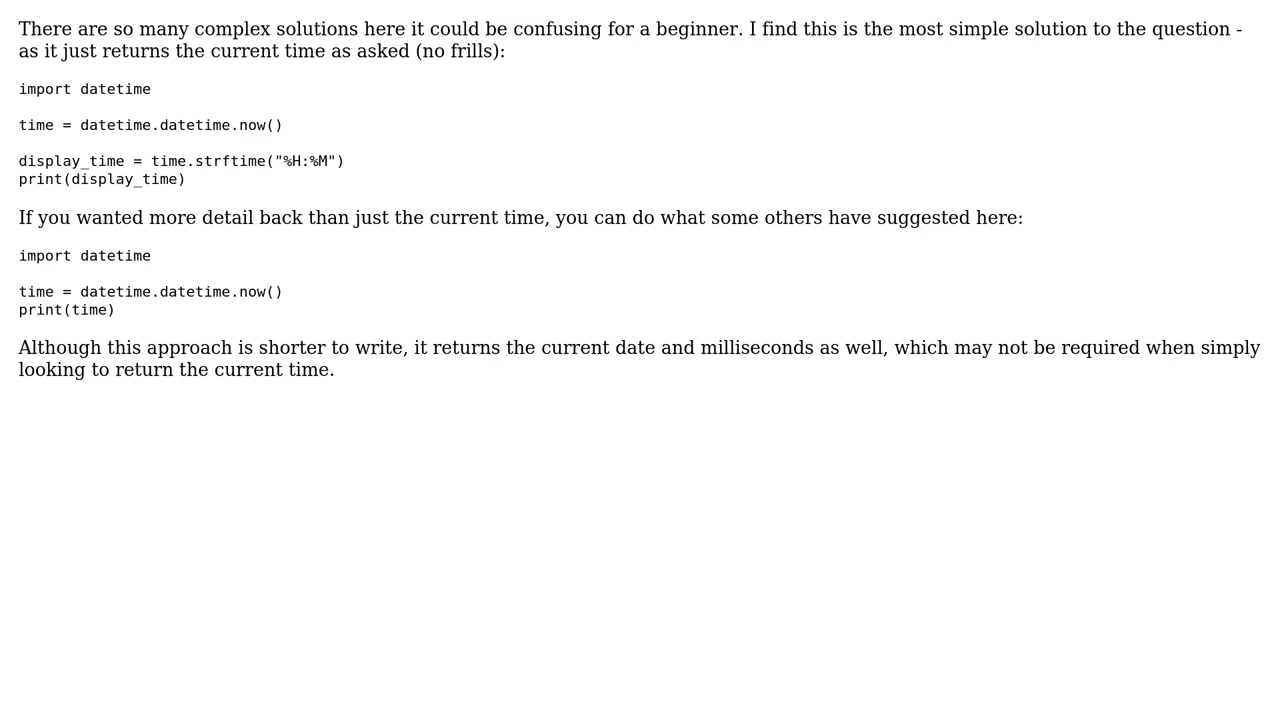 There are so many complex solutions here it could be confusing for a beginner. I find this is the most simple solution to the question -
as it just returns the current time as asked (no frills):
import datetime
time = datetime.datetime.now()
display_time = time.strftime("%H:%M")
print(display_time)
If you wanted more detail back than just the current time, you can do what some others have suggested here:
import datetime
time = datetime.datetime.now()
print(time)
Although this approach is shorter to write, it returns the current date and milliseconds as well, which may not be required when simply
looking to return the current time.